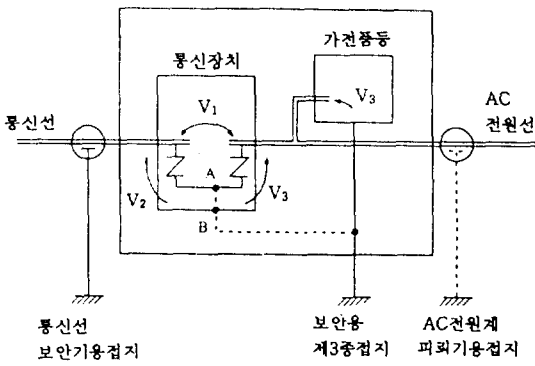 가전품등
통신장치
V₃
V₁
AC
전원선
통신선
A
V₂
V₃
B
통신선
보안기용접지
보안용
제3종접지
AC전원계
피뢰기용접지